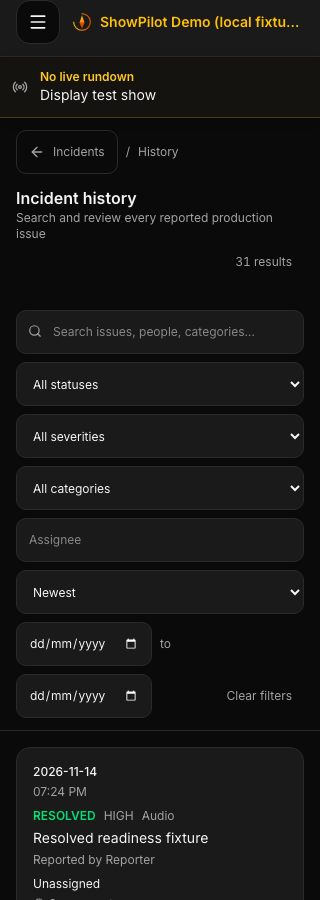 ShowPilot Demo (local fixtu...
No live rundown
Display test show
Incidents / History
Incident history
Search and review every reported production
issue
31 results
Search issues, people, categories...
All statuses
All severities
All categories
Assignee
Newest
dd/mm/yyyy to
dd/mm/yyyy Clear filters
2026-11-14
07:24 PM
RESOLVED HIGH Audio
Resolved readiness fixture
Reported by Reporter
Unassigned